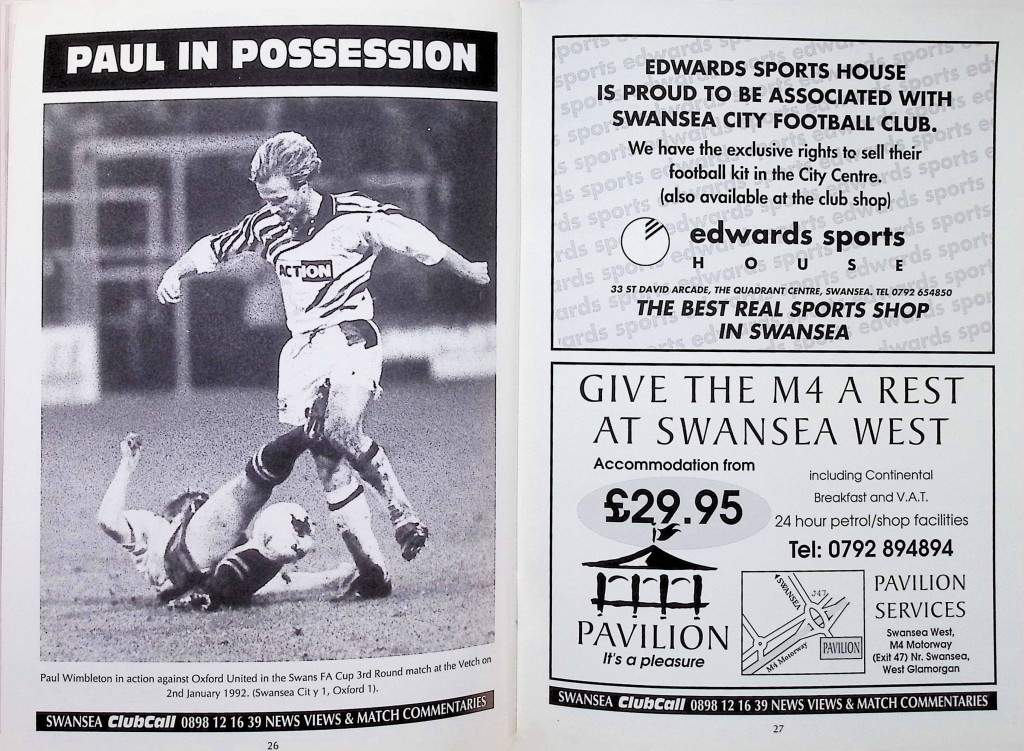 PAUL IN POSSESSION
ACTION
Paul Wimbleton in action against Oxford United in the Swans FA Cup 3rd Round match at the Vetch on
2nd January 1992. (Swansea Cit y 1, Oxford 1).
SWANSEA ClubCall 0898 12 16 39 NEWS VIEWS & MATCH COMMENTARIES
26
EDWARDS SPORTS HOUSE
IS PROUD TO BE ASSOCIATED WITH
SWANSEA CITY FOOTBALL CLUB.
We have the exclusive rights to sell their
football kit in the City Centre.
(also available at the club shop)
edwards sports
HOUSE
33 ST DAVID ARCADE, THE QUADRANT CENTRE, SWANSEA. TEL 0792 654850
THE BEST REAL SPORTS SHOP
IN SWANSEA
GIVE THE M4 A REST
AT SWANSEA WEST
Accommodation from
£29.95
including Continental
Breakfast and V.A.T.
24 hour petrol/shop facilities
Tel: 0792 894894
PAVILION
It's a pleasure
SWANSEA
J47
M4 Motorway
PAVILION
PAVILION
SERVICES
Swansea West,
M4 Motorway
(Exit 47) Nr. Swansea,
West Glamorgan
SWANSEA ClubCall 0898 12 16 39 NEWS VIEWS & MATCH COMMENTARIES
27